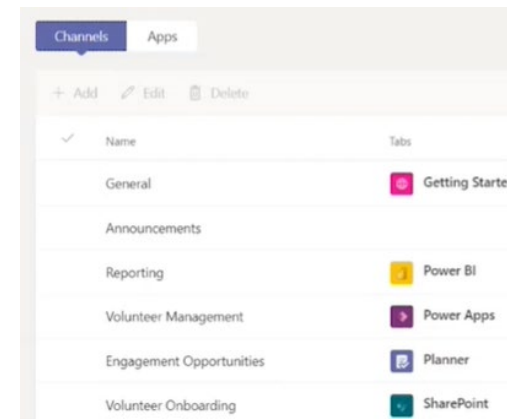 Channels Apps
+ Add Edit Delete
Name Tabs
General Getting Starte
Announcements
Reporting Power BI
Volunteer Management Power Apps
Engagement Opportunities Planner
Volunteer Onboarding SharePoint